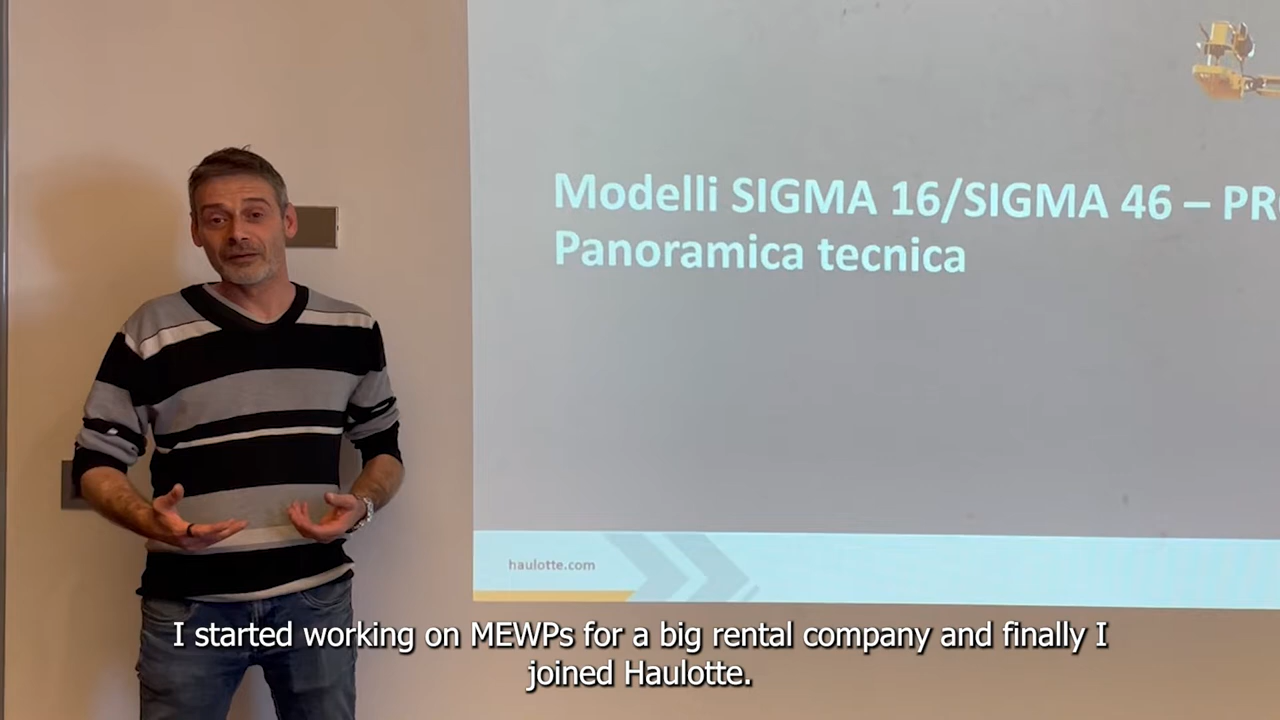 Modelli SIGMA 16/SIGMA 46 – PR
Panoramica tecnica
haulotte.com
I started working on MEWPs for a big rental company and finally I
joined Haulotte.